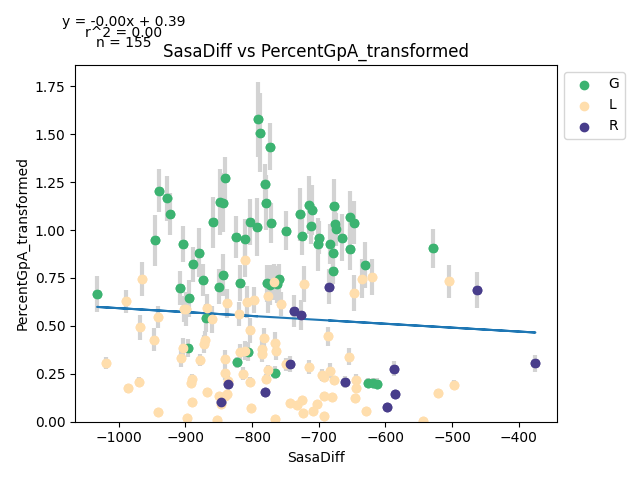 y = -0.00x + 0.39
r^2 = 0.00
n = 155
SasaDiff vs PercentGpA_transformed
G
L
R
PercentGpA_transformed
1.75
1.50
1.25
1.00
0.75
0.50
0.25
0.00
−1000
−900
−800
−700
−600
−500
−400
SasaDiff